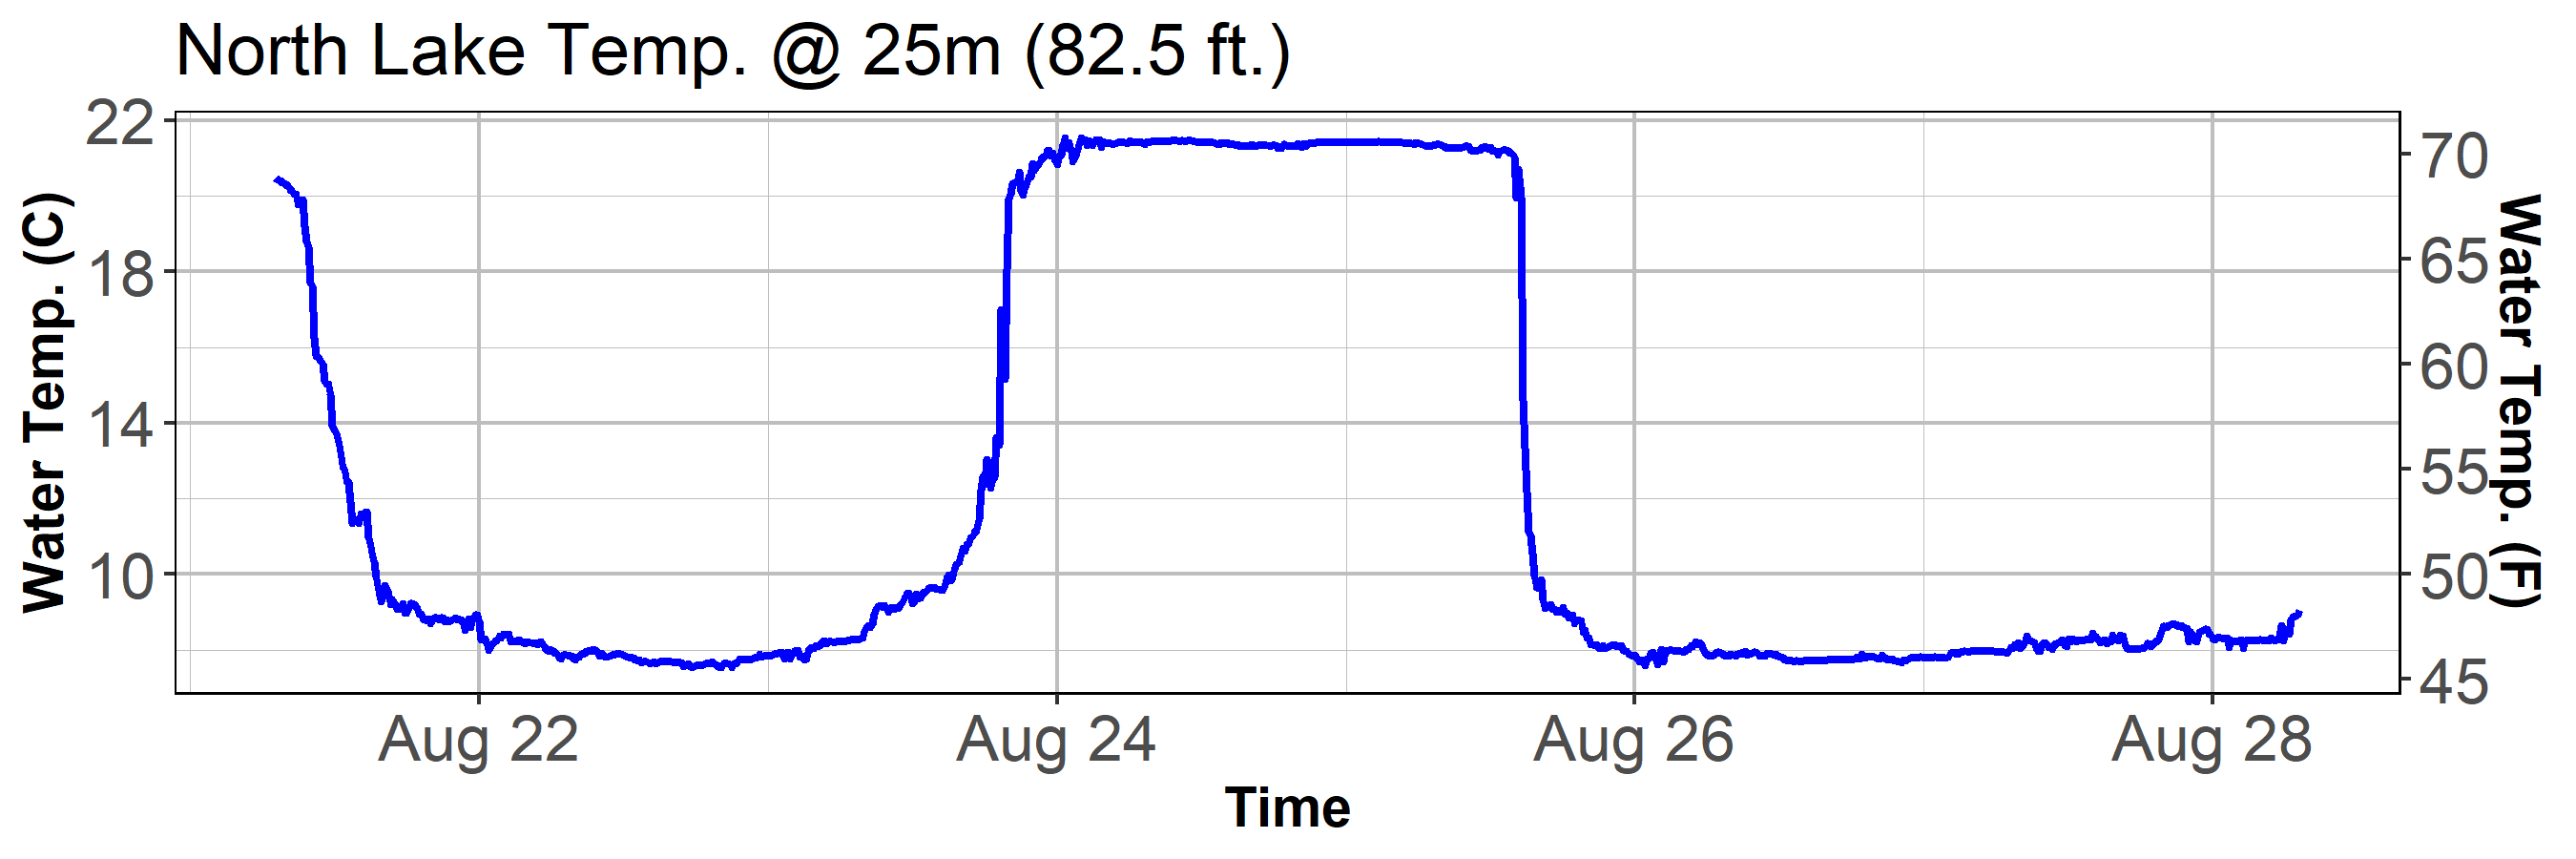 North Lake Temp. @ 25m (82.5 ft.)
Water Temp. (C)
22
18
14
10
70
65
60
55
50
45
Water Temp. (F)
Aug 22 Aug 24 Aug 26 Aug 28
Time